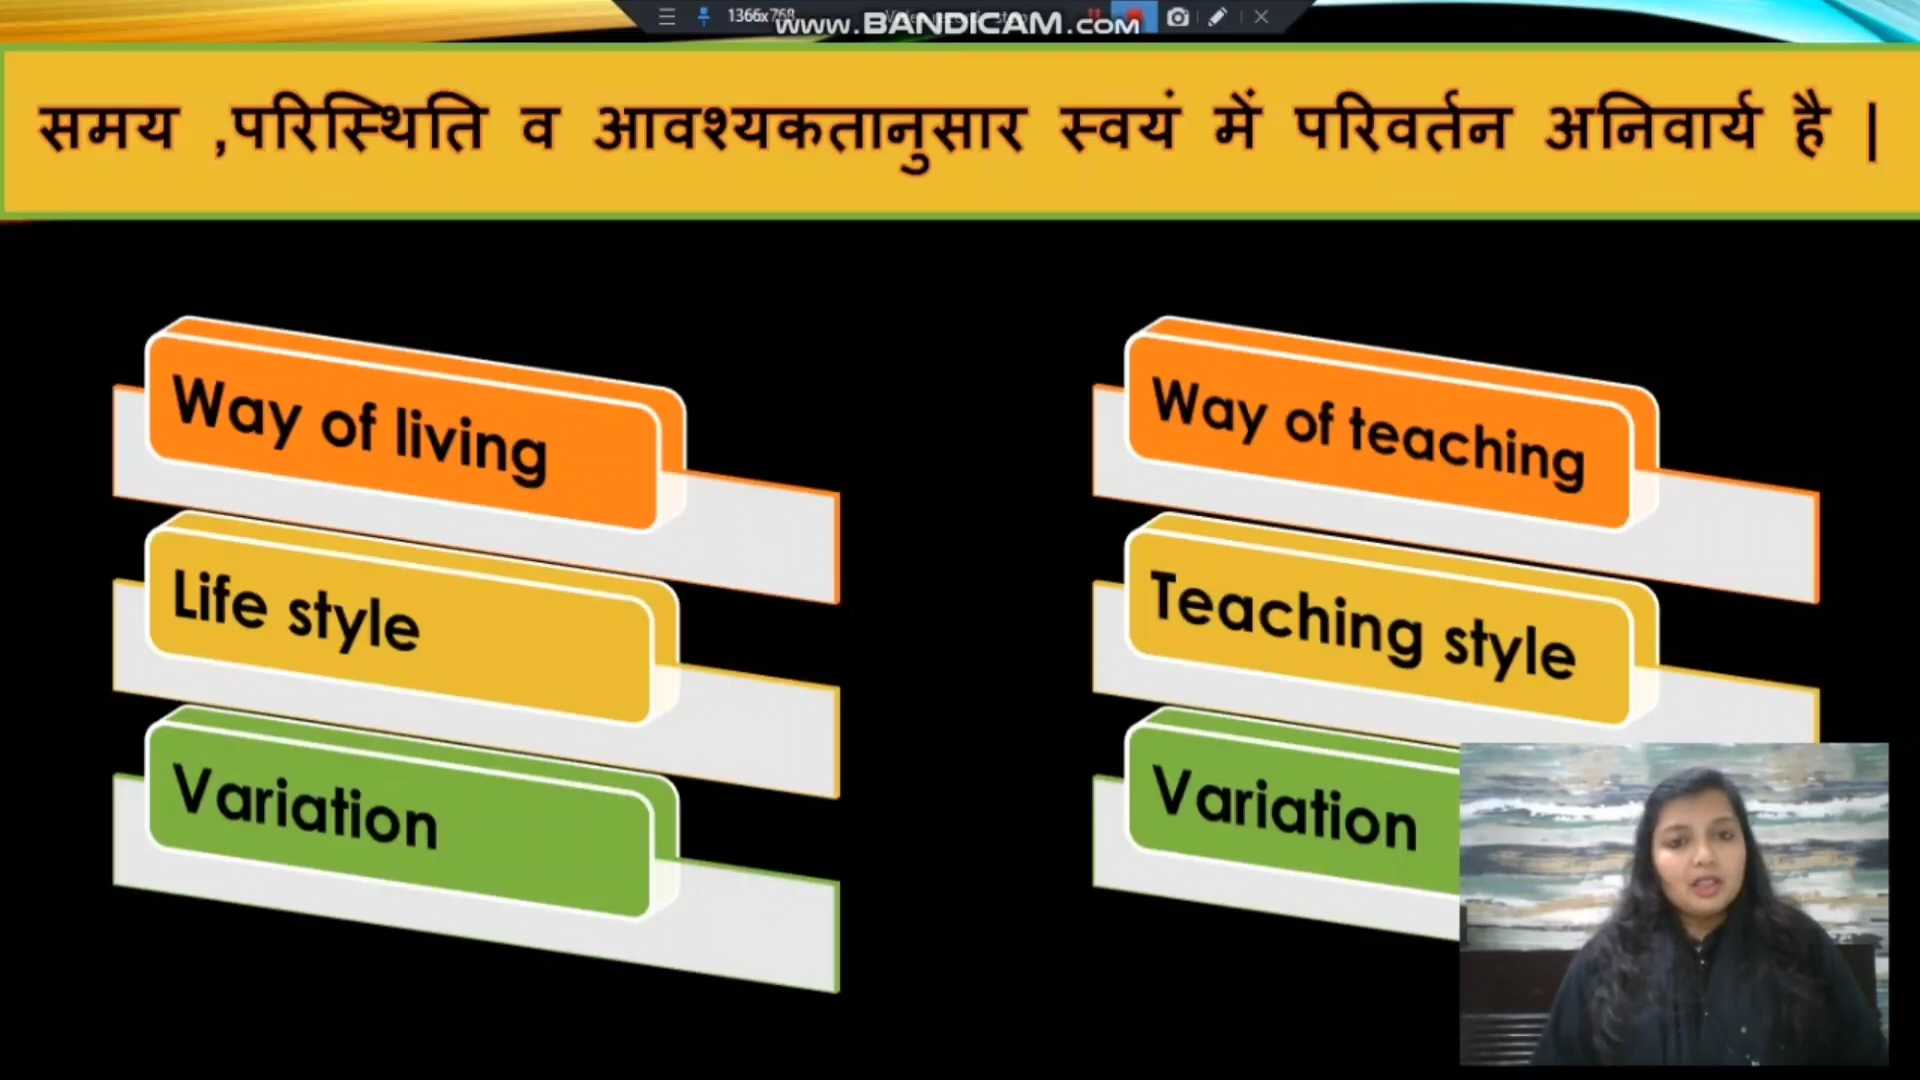 1366x768
www.BANDICAM.com
समय ,परिस्थिति व आवश्यकतानुसार स्वयं में परिवर्तन अनिवार्य है |
Way of living
Life style
Variation
Way of teaching
Teaching style
Variation